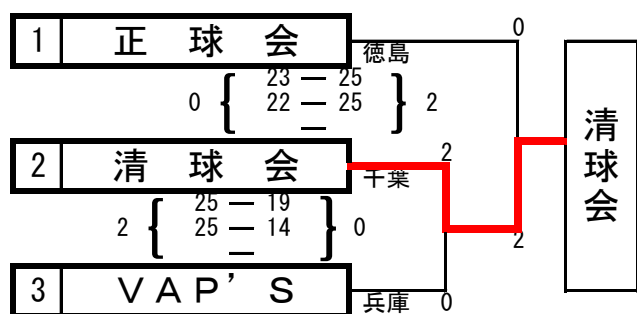 0
1 正球会
徳島
23 — 25
0 { 22 — 25 } 2
—
2 清球会
2
千葉
清球会
25 — 19
2 { 25 — 14 } 0
—
2
3 VAP'S
兵庫 0